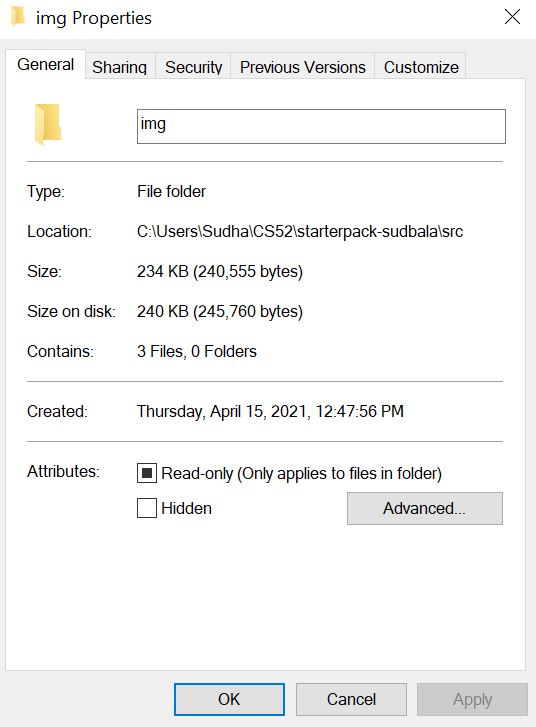 img Properties
General Sharing Security Previous Versions Customize
img
Type: File folder
Location: C:\Users\Sudha\CS52\starterpack-sudbala\src
Size: 234 KB (240,555 bytes)
Size on disk: 240 KB (245,760 bytes)
Contains: 3 Files, 0 Folders
Created: Thursday, April 15, 2021, 12:47:56 PM
Attributes: Read-only (Only applies to files in folder)
Hidden Advanced...
OK Cancel Apply